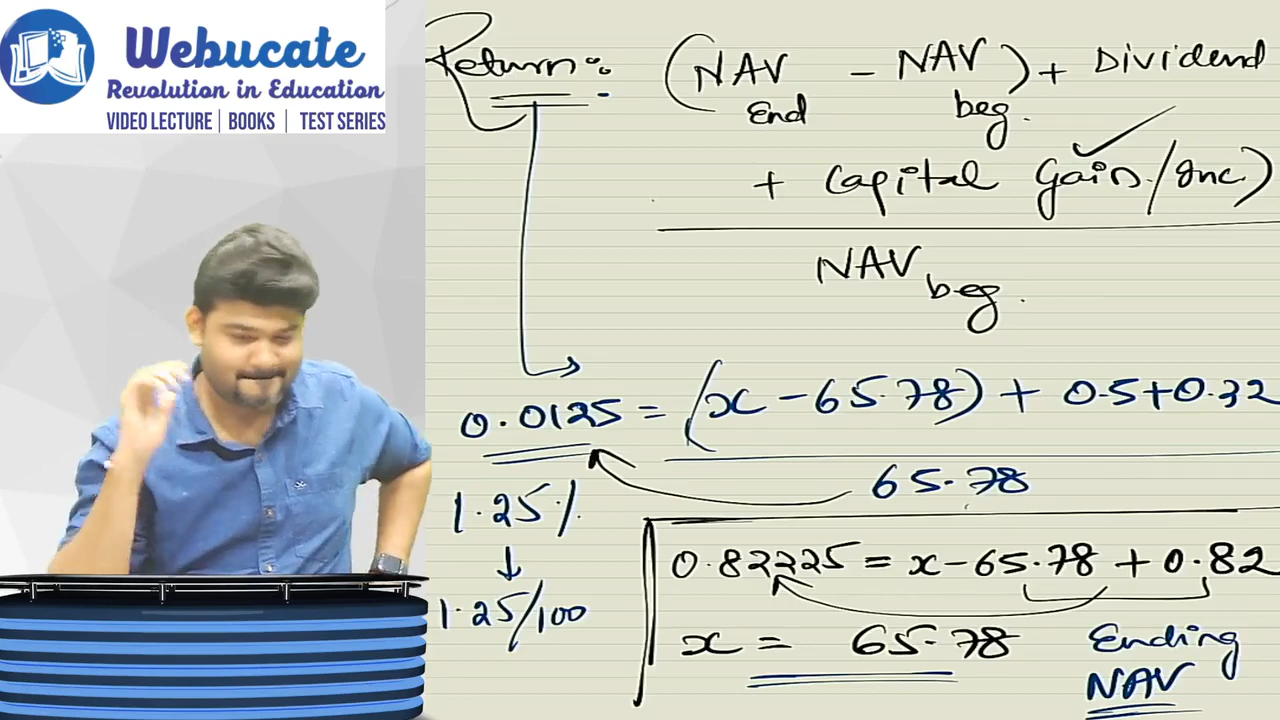 Webucate
Revolution in Education
VIDEO LECTURE | BOOKS | TEST SERIES
Return:
(NAV End - NAV beg.) + Dividend
+ Capital Gain/Inc)
NAV beg.
0.0125 = (x - 65.78) + 0.5+0.32
65.78
1.25%
↓
1.25/100
0.82225 = x - 65.78 + 0.82
x = 65.78
Ending
NAV